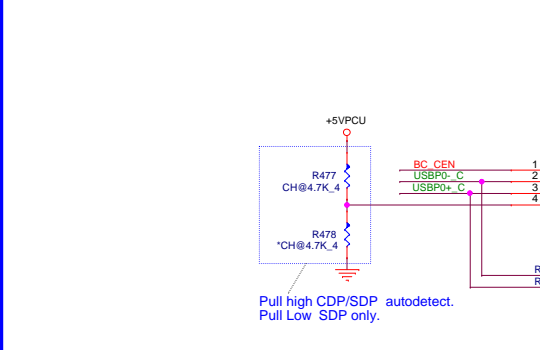 +5VPCU
R477
CH@4.7K_4
BC_CEN 1
USBP0-_C 2
USBP0+_C 3
4
R478
*CH@4.7K_4
R
R
Pull high CDP/SDP autodetect.
Pull Low SDP only.